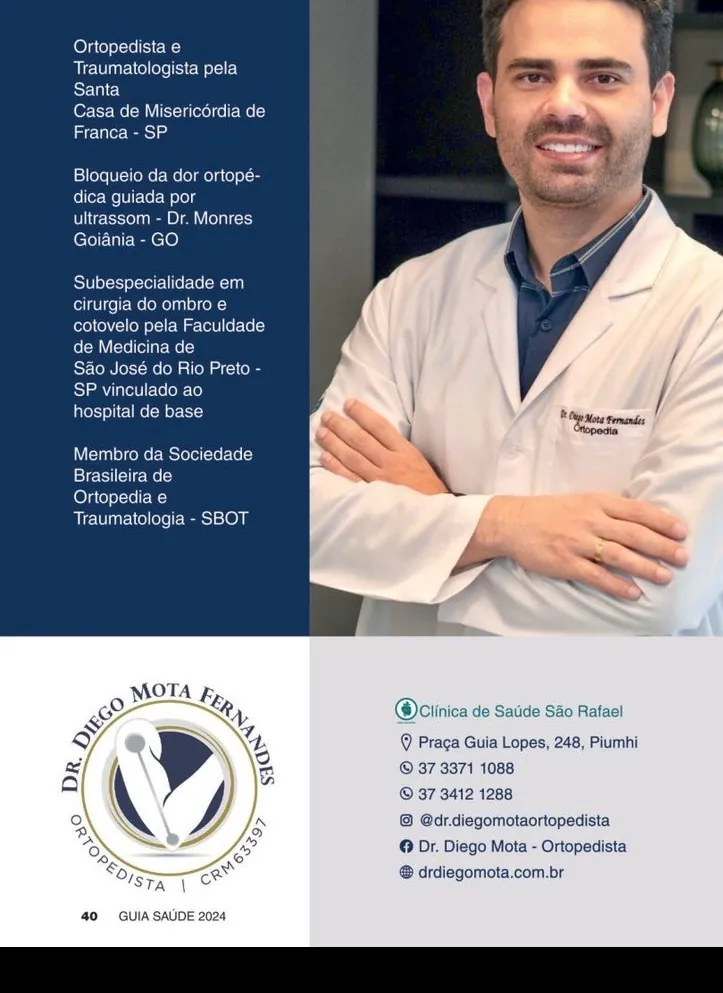 Ortopedista e
Traumatologista pela
Santa
Casa de Misericórdia de
Franca - SP
Bloqueio da dor ortopé-
dica guiada por
ultrassom - Dr. Monres
Goiânia - GO
Subespecialidade em
cirurgia do ombro e
cotovelo pela Faculdade
de Medicina de
São José do Rio Preto -
SP vinculado ao
hospital de base
Membro da Sociedade
Brasileira de
Ortopedia e
Traumatologia - SBOT
Dr. Diego Mota Fernandes
Ortopedia
DR. DIEGO MOTA FERNANDES
ORTOPEDISTA | CRM 63397
Clínica de Saúde São Rafael
Praça Guia Lopes, 248, Piumhi
37 3371 1088
37 3412 1288
@dr.diegomotaortopedista
Dr. Diego Mota - Ortopedista
drdiegomota.com.br
40 GUIA SAÚDE 2024